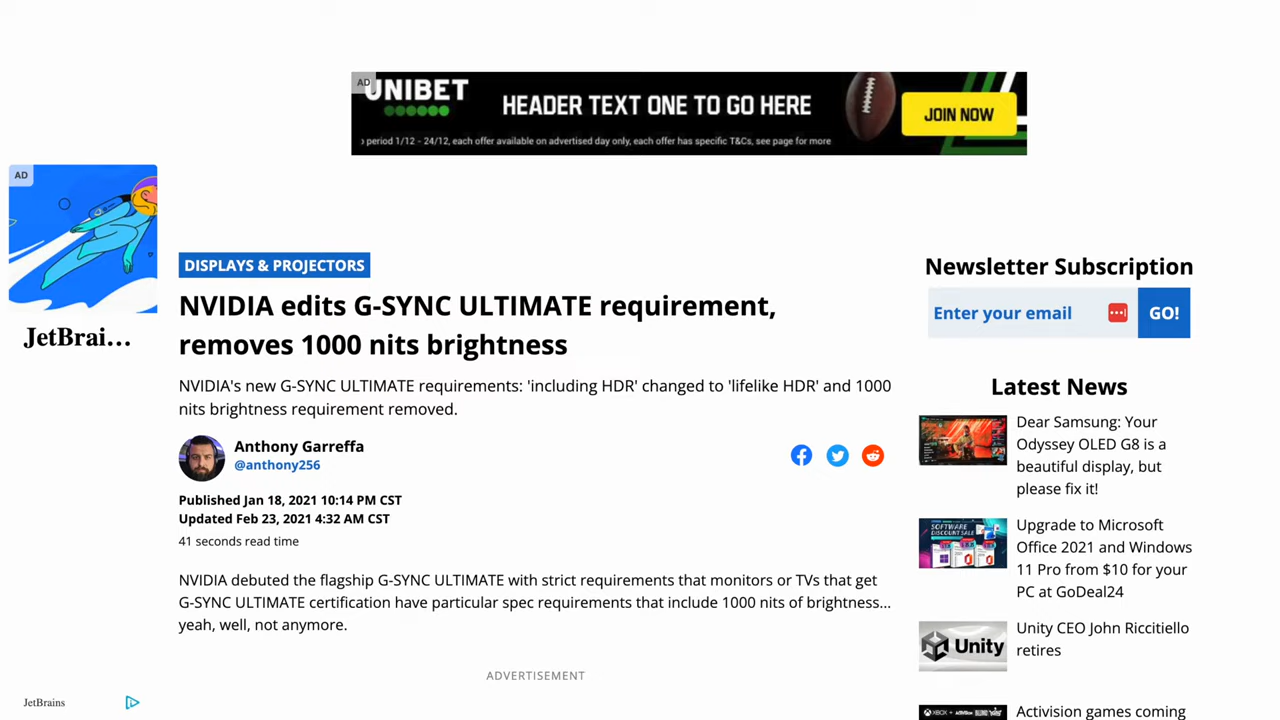 AD
UNIBET
HEADER TEXT ONE TO GO HERE
JOIN NOW
period 1/12 - 24/12, each offer available on advertised day only, each offer has specific T&Cs, see page for more
AD
JetBrai...
DISPLAYS & PROJECTORS
NVIDIA edits G-SYNC ULTIMATE requirement,
removes 1000 nits brightness
NVIDIA's new G-SYNC ULTIMATE requirements: 'including HDR' changed to 'lifelike HDR' and 1000
nits brightness requirement removed.
Anthony Garreffa
@anthony256
Published Jan 18, 2021 10:14 PM CST
Updated Feb 23, 2021 4:32 AM CST
41 seconds read time
NVIDIA debuted the flagship G-SYNC ULTIMATE with strict requirements that monitors or TVs that get
G-SYNC ULTIMATE certification have particular spec requirements that include 1000 nits of brightness...
yeah, well, not anymore.
ADVERTISEMENT
JetBrains
Newsletter Subscription
Enter your email
GO!
Latest News
Dear Samsung: Your
Odyssey OLED G8 is a
beautiful display, but
please fix it!
SOFTWARE
DISCOUNT SALE
Upgrade to Microsoft
Office 2021 and Windows
11 Pro from $10 for your
PC at GoDeal24
Unity
Unity CEO John Riccitiello
retires
XBOX
Activision games coming